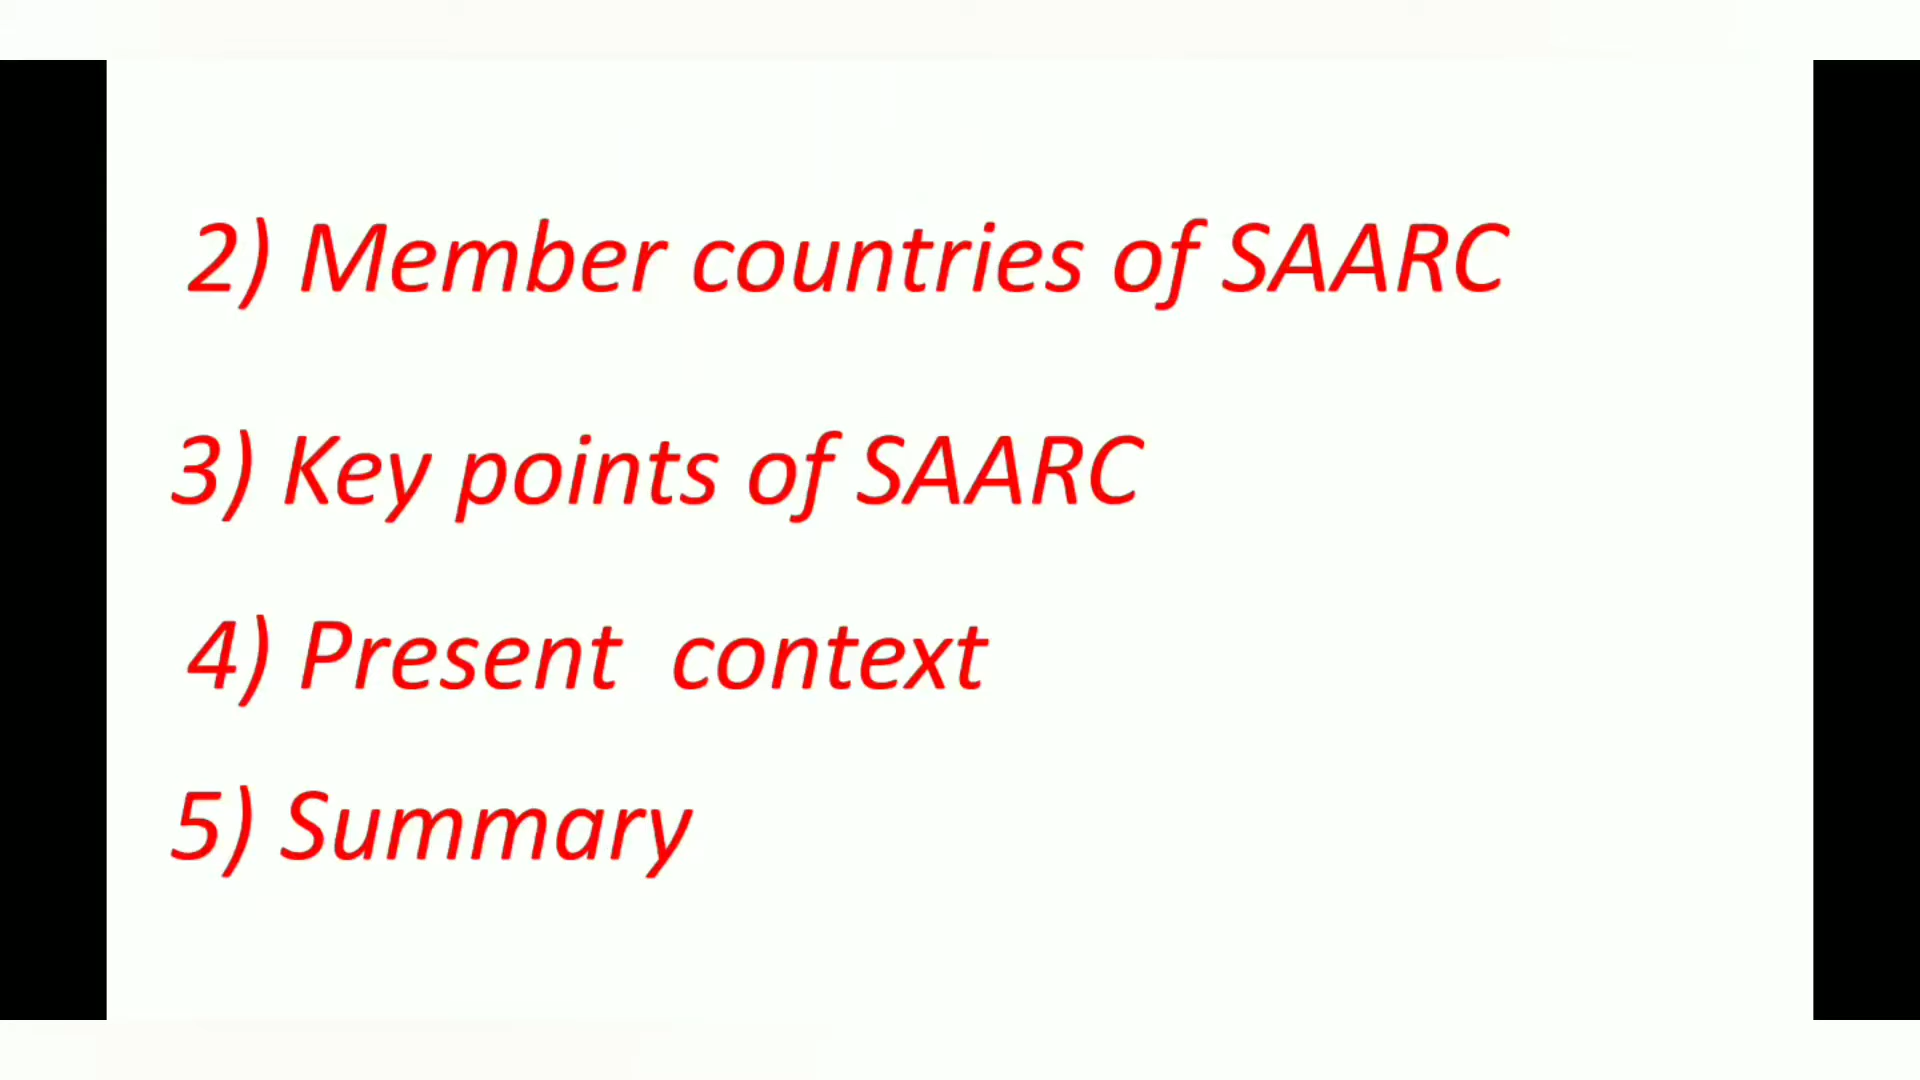 2) Member countries of SAARC
3) Key points of SAARC
4) Present context
5) Summary